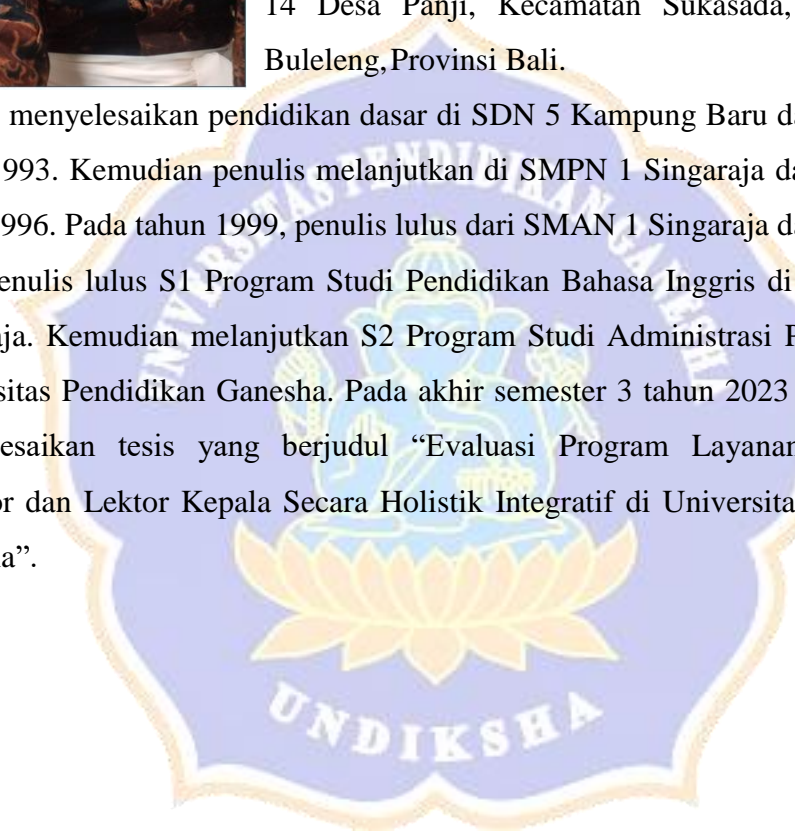 14 Desa Panji, Kecamatan Sukasada,
Buleleng, Provinsi Bali.
menyelesaikan pendidikan dasar di SDN 5 Kampung Baru
993. Kemudian penulis melanjutkan di SMPN 1 Singaraja
996. Pada tahun 1999, penulis lulus dari SMAN 1 Singaraja
enulis lulus S1 Program Studi Pendidikan Bahasa Inggris di
ja. Kemudian melanjutkan S2 Program Studi Administrasi
sitas Pendidikan Ganesha. Pada akhir semester 3 tahun 2023
esaikan tesis yang berjudul “Evaluasi Program Layanan
or dan Lektor Kepala Secara Holistik Integratif di Universita
a”.
UNIVERSITAS PENDIDIKAN GANESHA
UNDIKSHA